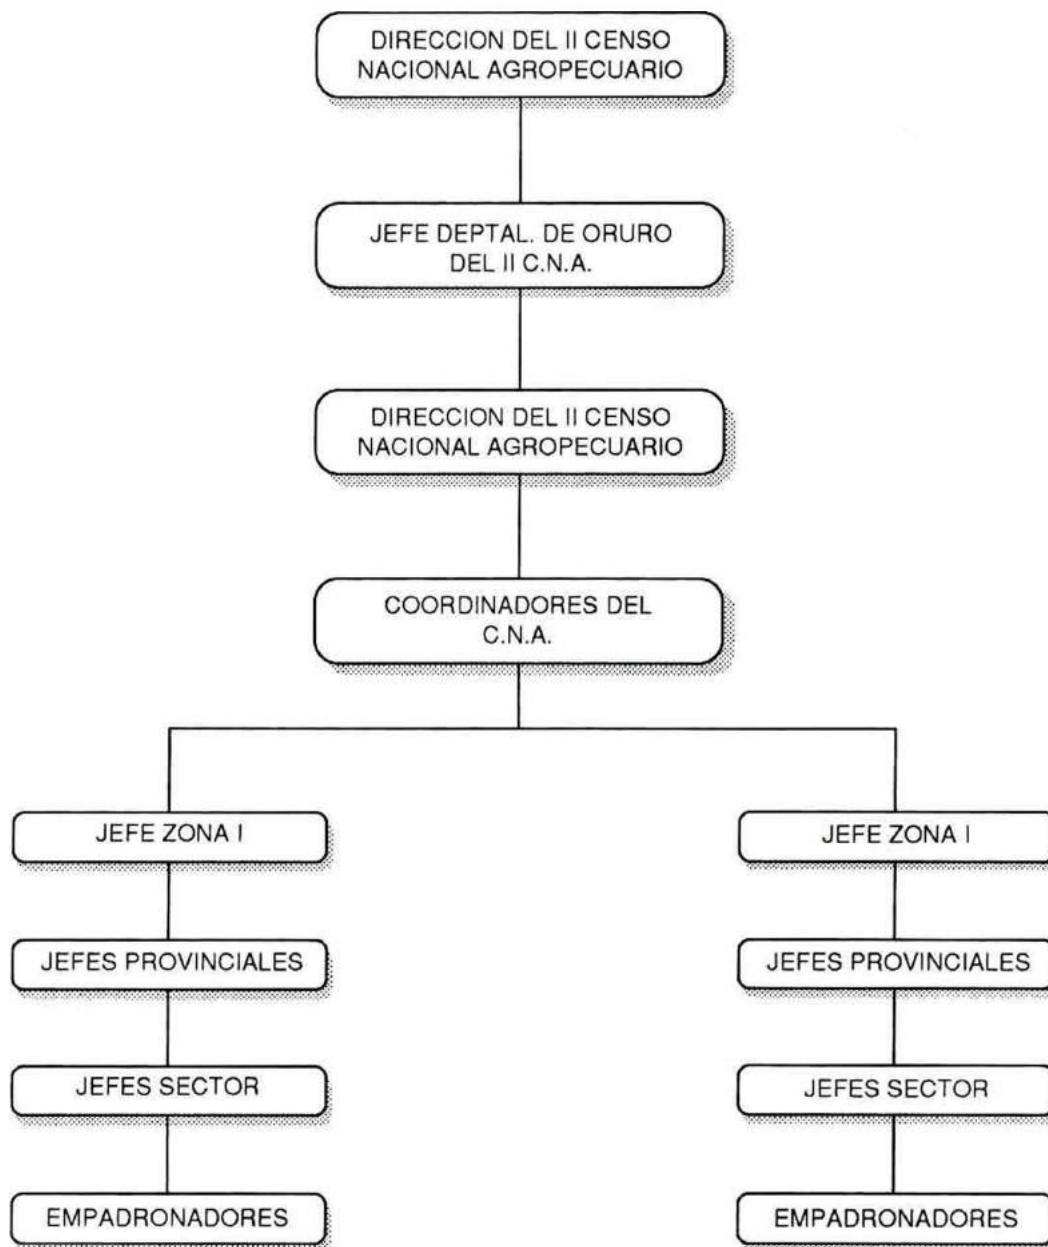 DIRECCION DEL II CENSO
NACIONAL AGROPECUARIO
JEFE DEPTAL. DE ORURO
DEL II C.N.A.
DIRECCION DEL II CENSO
NACIONAL AGROPECUARIO
COORDINADORES DEL
C.N.A.
JEFE ZONA I
JEFES PROVINCIALES
JEFES SECTOR
EMPADRONADORES
JEFE ZONA I
JEFES PROVINCIALES
JEFES SECTOR
EMPADRONADORES